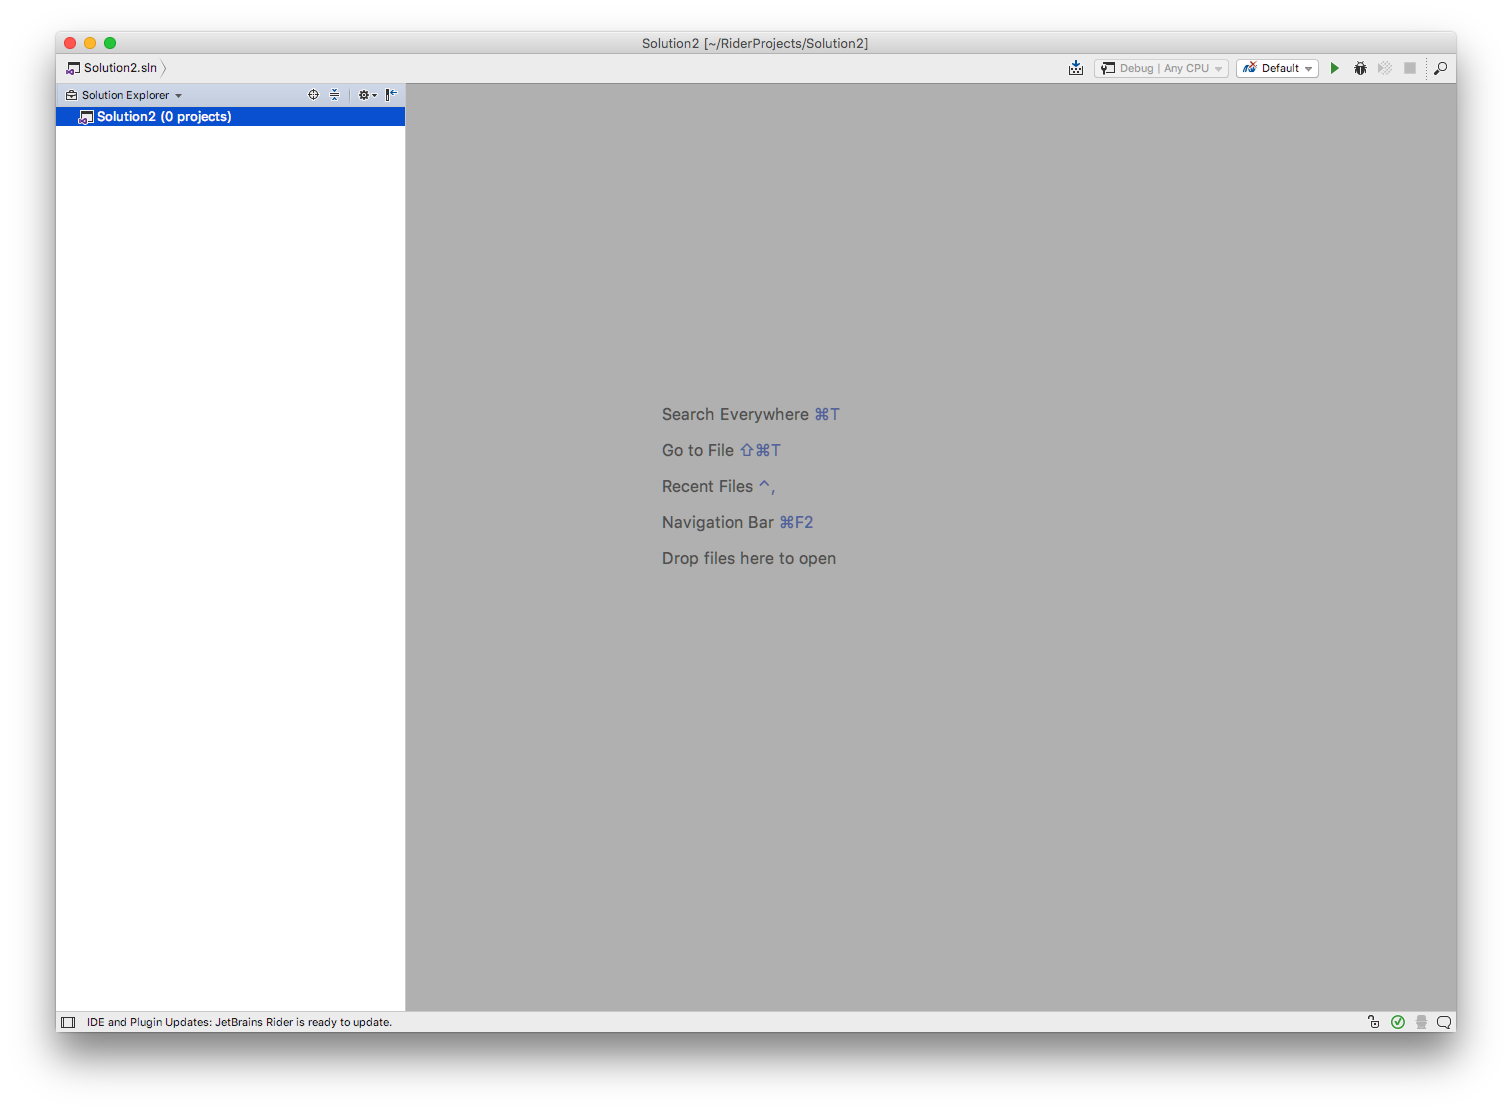 Solution2 [~/RiderProjects/Solution2]
Solution2.sln
Debug | Any CPU
Default
Solution Explorer
Solution2 (0 projects)
Search Everywhere ⌘T
Go to File ⇧⌘T
Recent Files ^,
Navigation Bar ⌘F2
Drop files here to open
IDE and Plugin Updates: JetBrains Rider is ready to update.